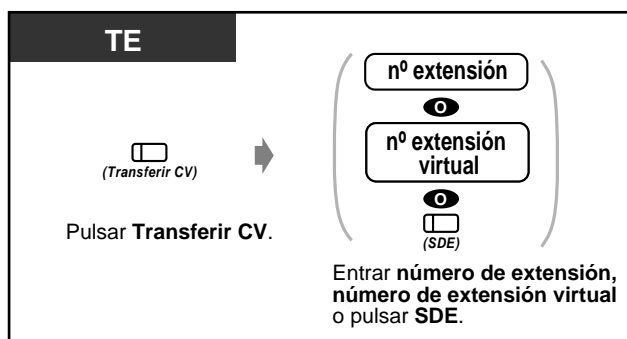 TE
(Transferir CV)
Pulsar Transferir CV.
nº extensión
O
nº extensión
virtual
O
(SDE)
Entrar número de extensión,
número de extensión virtual
o pulsar SDE.